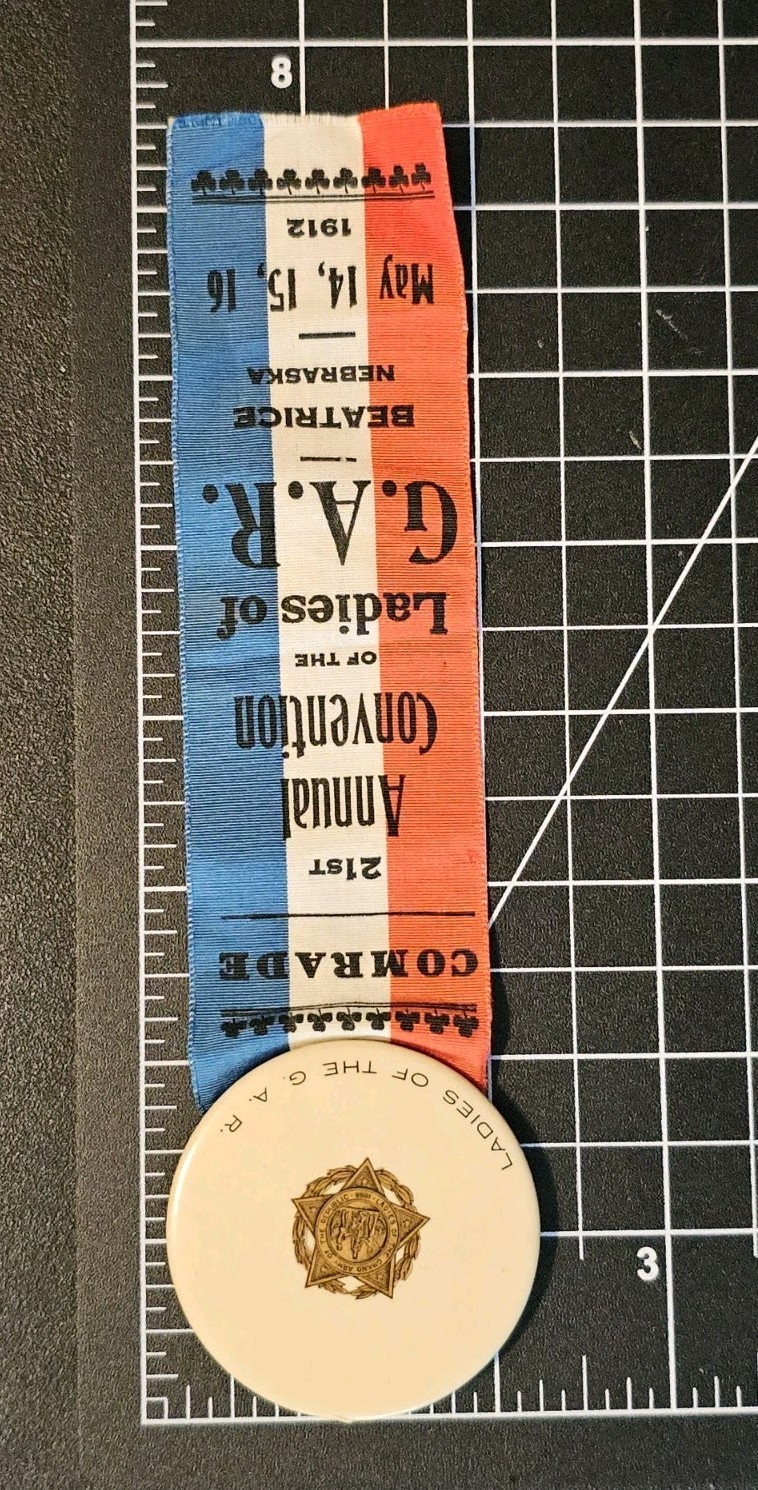 LADIES OF THE G. A. R.
COMRADE
21ST
Annual
Convention
OF THE
Ladies of
G.A.R.
BEATRICE
NEBRASKA
May 14, 15, 16
1912
8
3